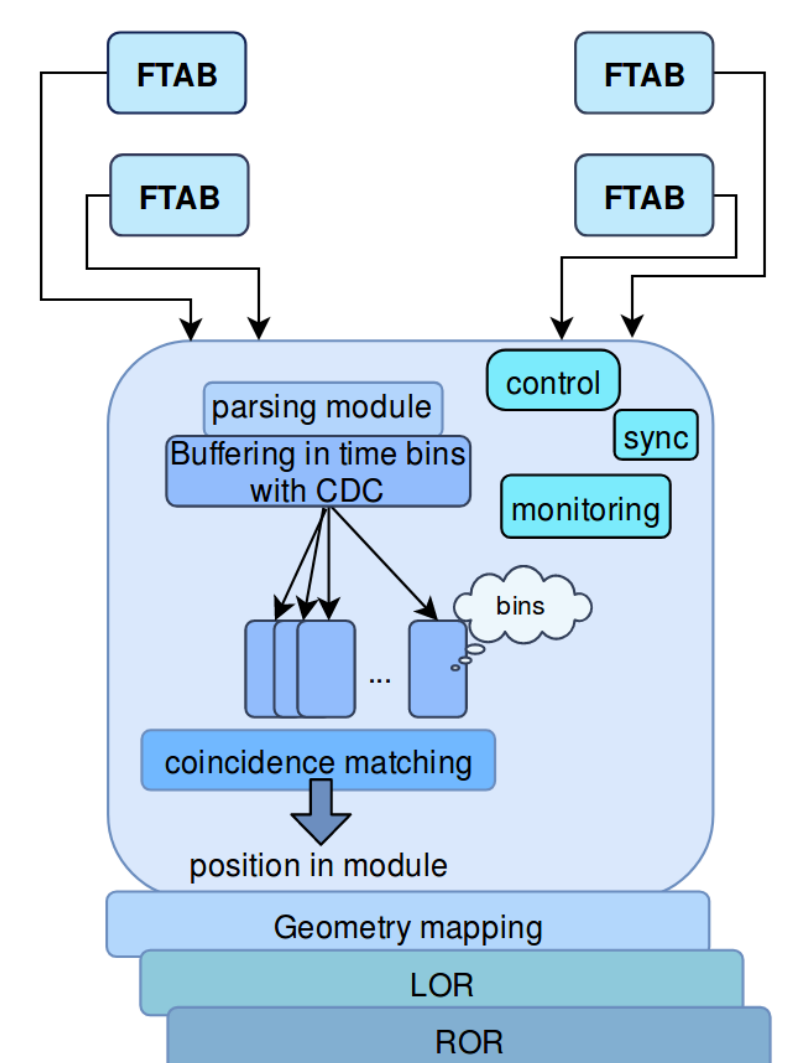 FTAB
FTAB
FTAB
FTAB
control
parsing module
sync
Buffering in time bins
with CDC
monitoring
bins
...
coincidence matching
position in module
Geometry mapping
LOR
ROR